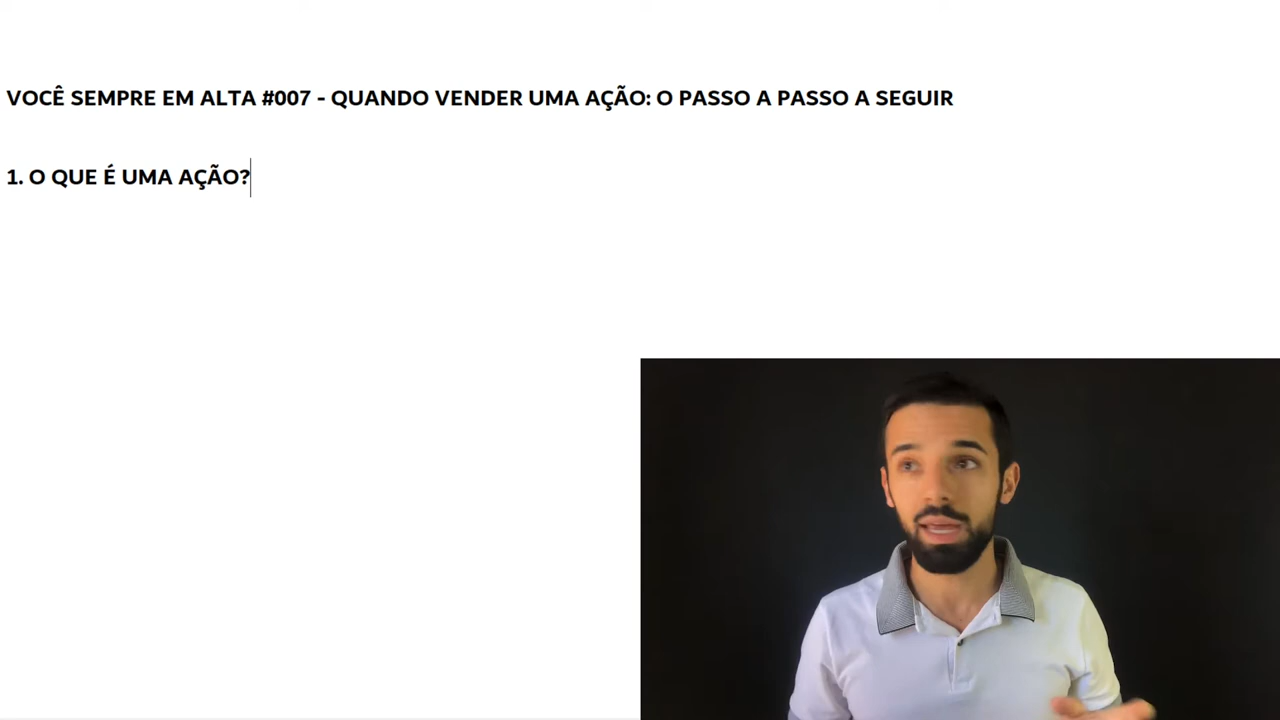 VOCÊ SEMPRE EM ALTA #007 - QUANDO VENDER UMA AÇÃO: O PASSO A PASSO A SEGUIR
1. O QUE É UMA AÇÃO?